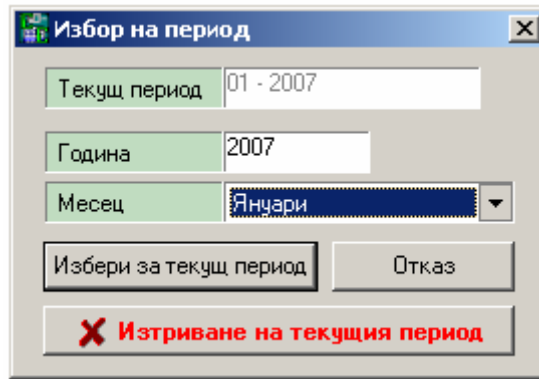 Избор на период
Текущ период 01 - 2007
Година 2007
Месец Януари
Избери за текущ период Отказ
Изтриване на текущия период